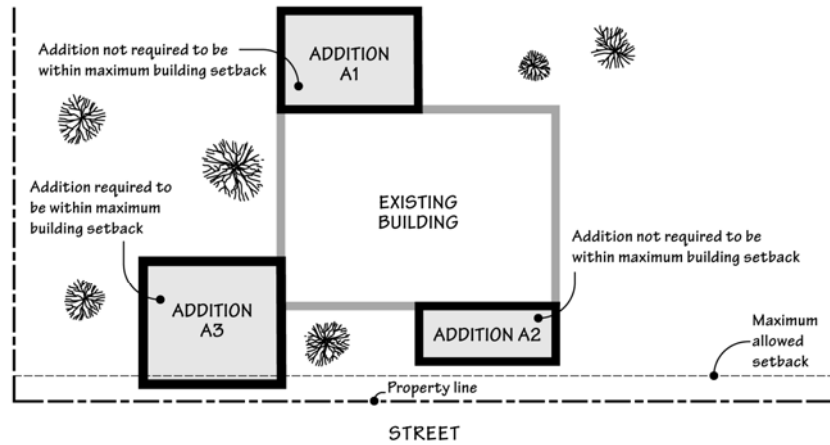 Addition not required to be
within maximum building setback
ADDITION
A1
Addition required to
be within maximum
building setback
EXISTING
BUILDING
Addition not required to be
within maximum building setback
ADDITION
A3
ADDITION A2
Maximum
allowed
setback
Property line
STREET